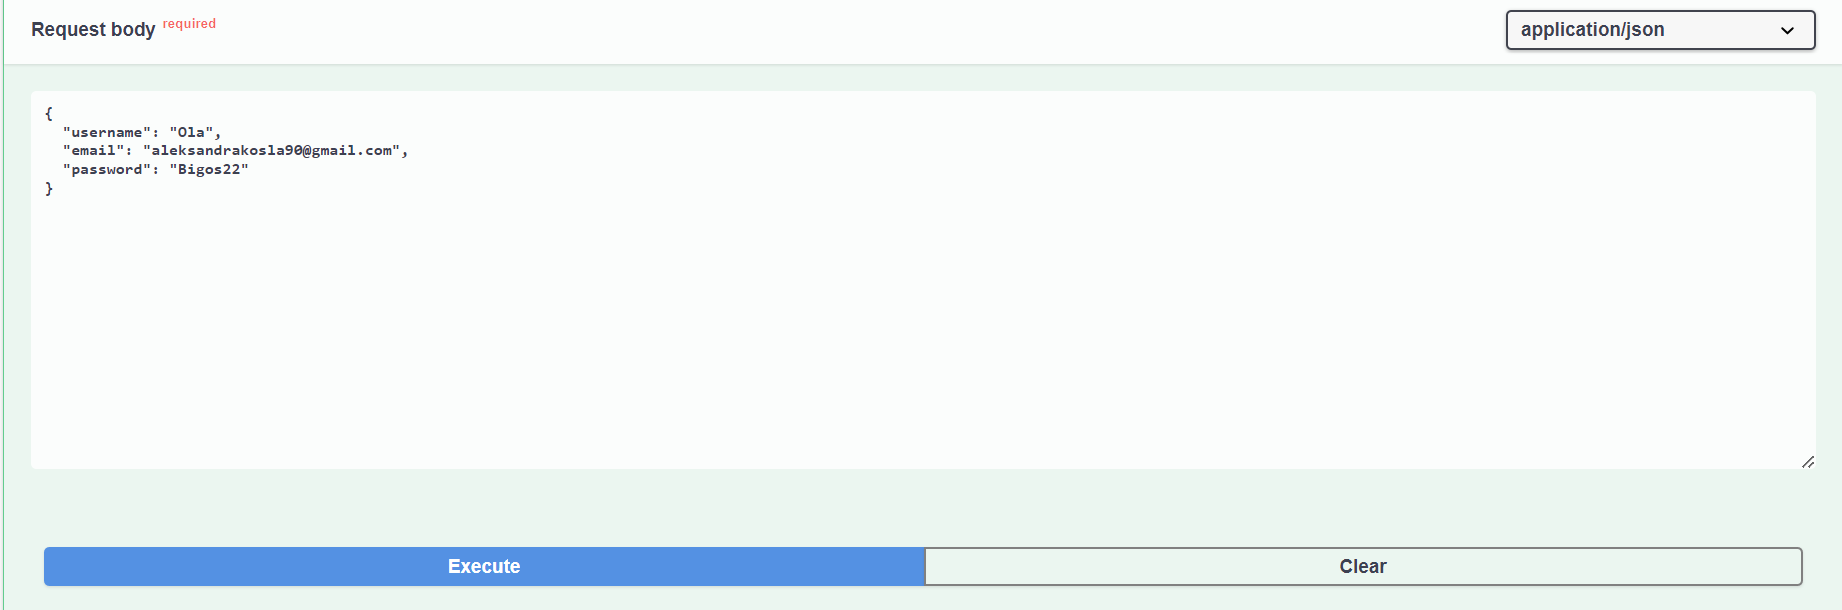 Request body required
application/json
{
  "username": "Ola",
  "email": "aleksandrakosla90@gmail.com",
  "password": "Bigos22"
}
Execute
Clear